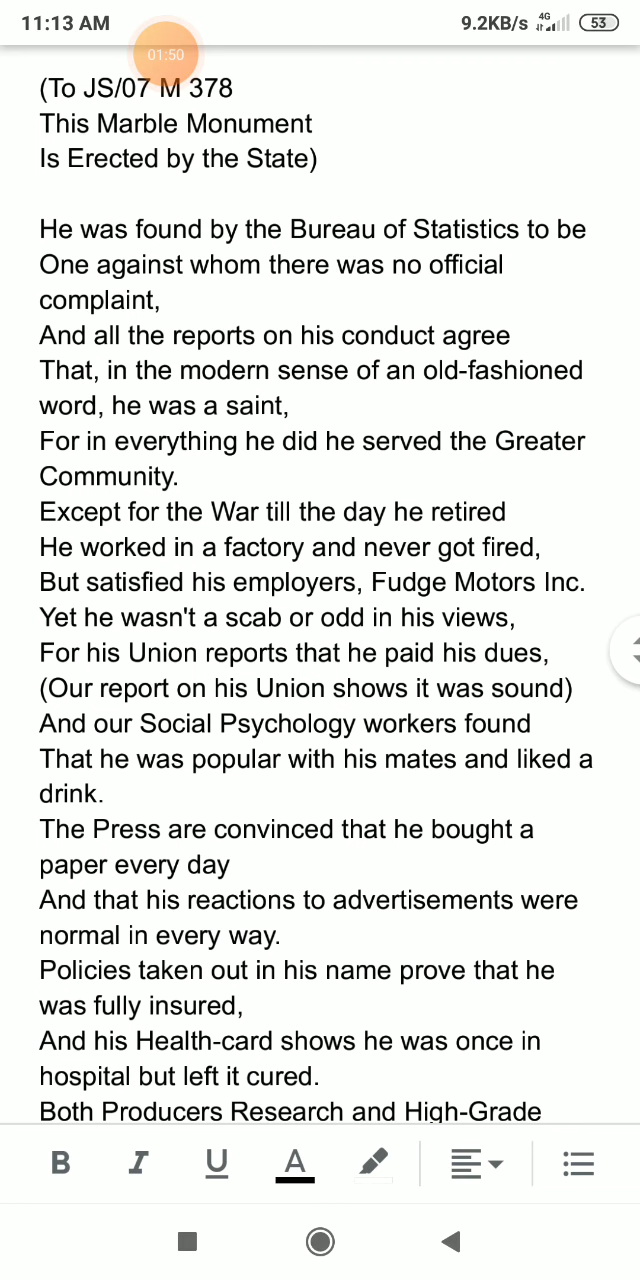 11:13 AM
9.2KB/s 4G 53
01:50
(To JS/07 M 378
This Marble Monument
Is Erected by the State)
He was found by the Bureau of Statistics to be
One against whom there was no official
complaint,
And all the reports on his conduct agree
That, in the modern sense of an old-fashioned
word, he was a saint,
For in everything he did he served the Greater
Community.
Except for the War till the day he retired
He worked in a factory and never got fired,
But satisfied his employers, Fudge Motors Inc.
Yet he wasn't a scab or odd in his views,
For his Union reports that he paid his dues,
(Our report on his Union shows it was sound)
And our Social Psychology workers found
That he was popular with his mates and liked a
drink.
The Press are convinced that he bought a
paper every day
And that his reactions to advertisements were
normal in every way.
Policies taken out in his name prove that he
was fully insured,
And his Health-card shows he was once in
hospital but left it cured.
Both Producers Research and High-Grade
B I U A